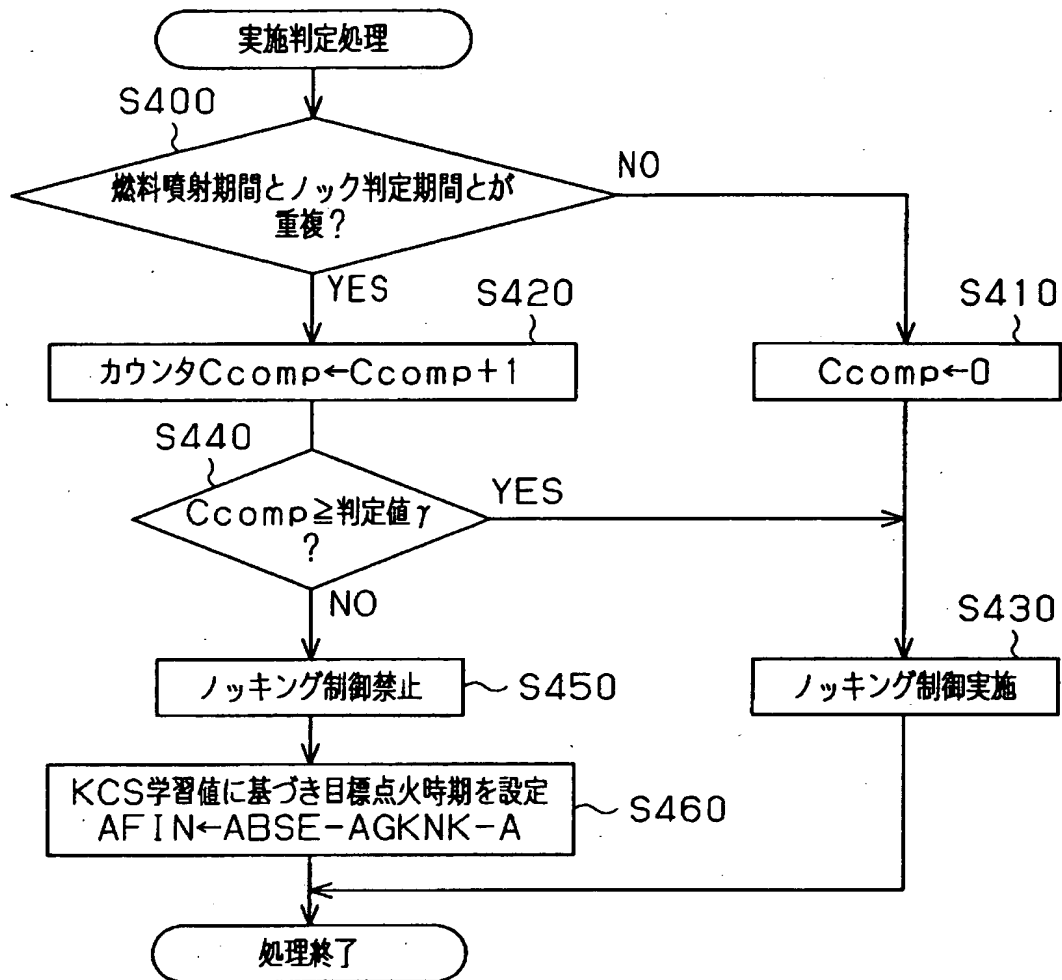 実施判定処理
S400
燃料噴射期間とノック判定期間とが
重複？
NO
YES
S420
カウンタCcomp←Ccomp+1
S410
Ccomp←0
S440
Ccomp≧判定値γ
？
YES
NO
S430
ノッキング制御禁止
S450
ノッキング制御実施
KCS学習値に基づき目標点火時期を設定
AFIN←ABSE-AGKNK-A
S460
処理終了